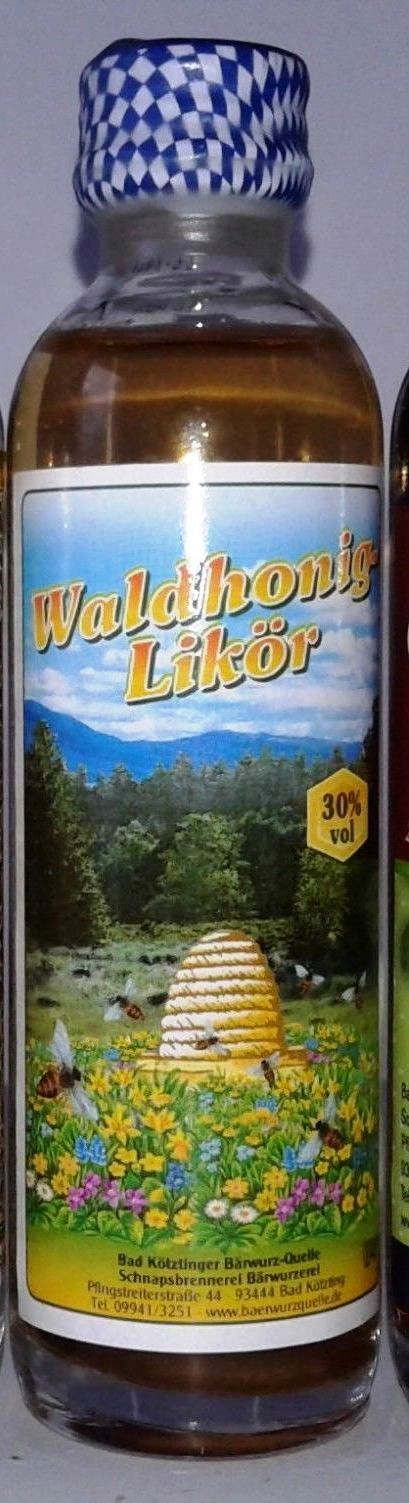 Waldhonig-
Likör
30%
vol
Bad Kötztinger Bärwurz-Quelle
Schnapsbrennerei Bärwurzerei
Pfingstreiterstraße 44 - 93444 Bad Kötzting
Tel. 09941/3251 - www.baerwurzquelle.de